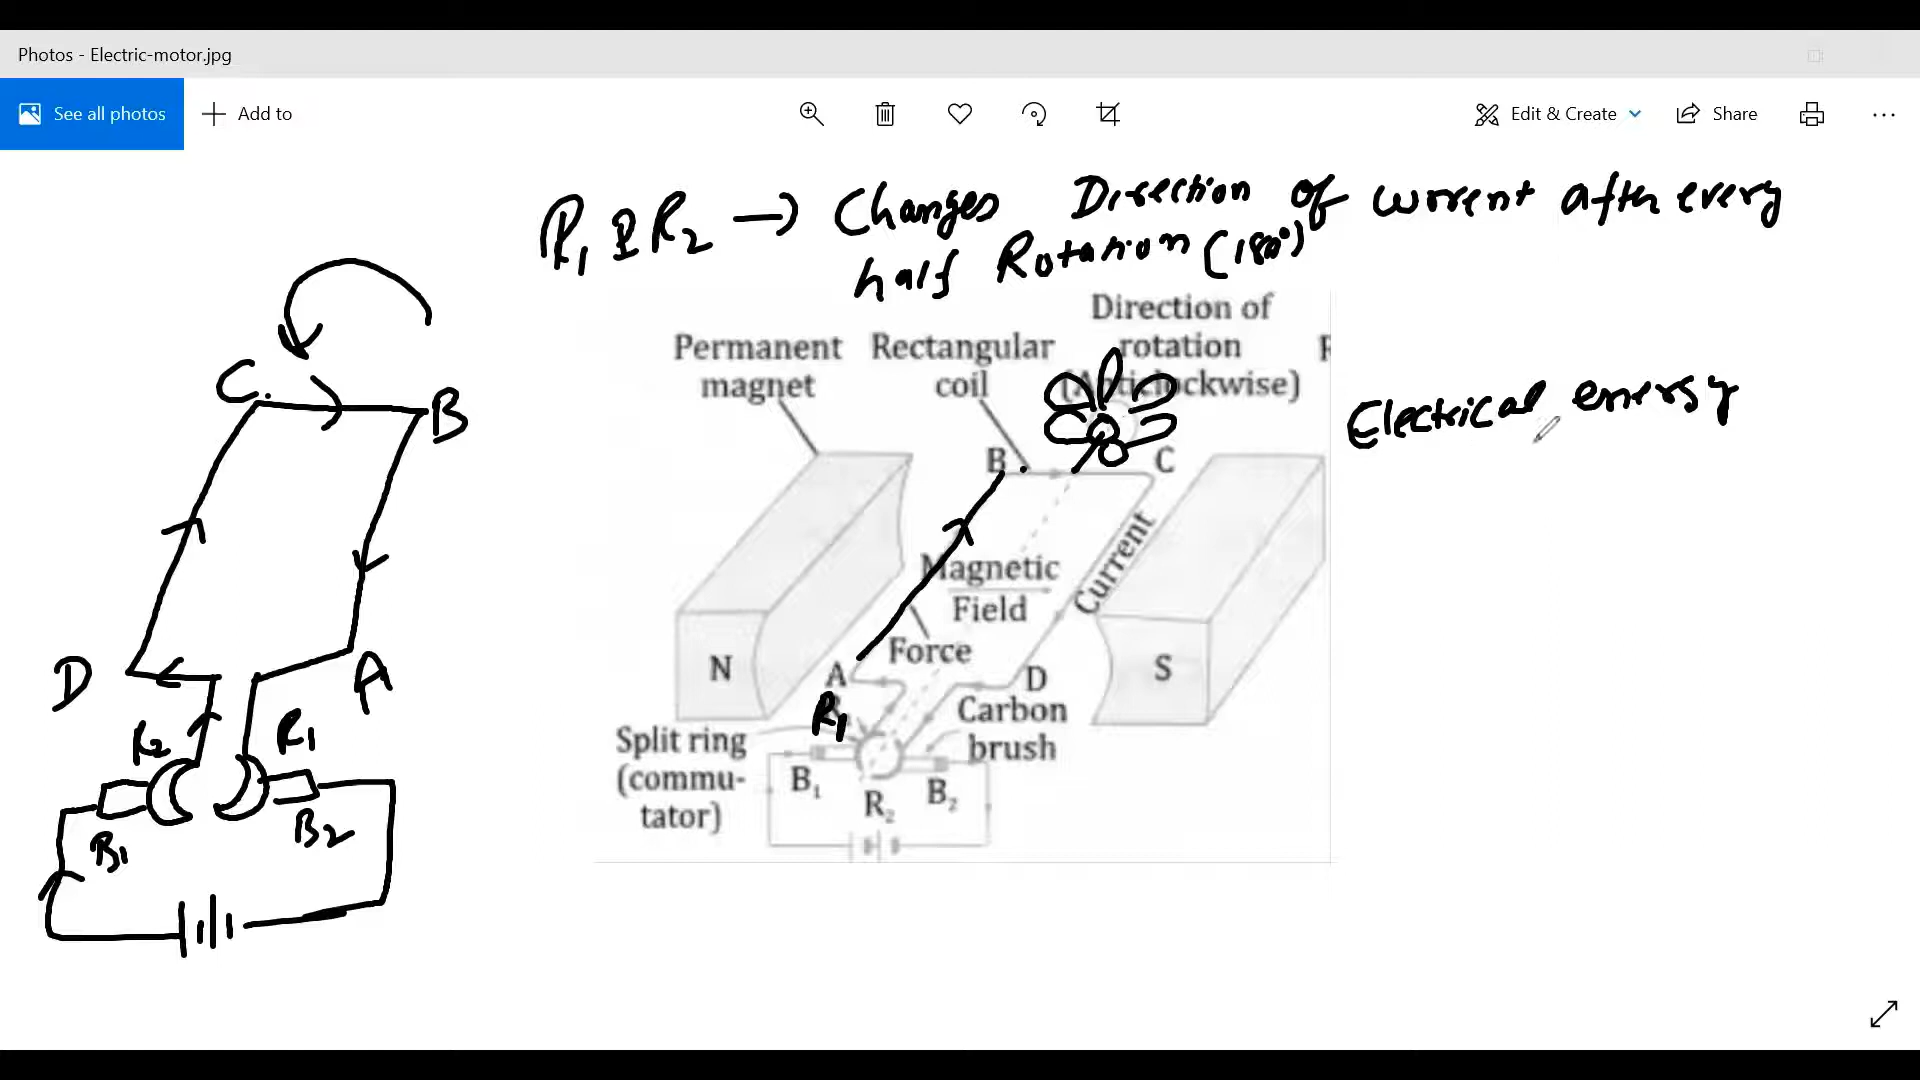 Photos - Electric-motor.jpg
See all photos
Add to
Edit & Create
Share
R1 & R2 → Changes Direction of current after every
half Rotation (180°)
Direction of
rotation
(Anticlockwise)
Permanent
magnet
Rectangular
coil
Electrical energy
C
B
D
A
R2
R1
B1
B2
B
C
Magnetic
Field
Current
Force
N
S
A
D
R1
Carbon
brush
Split ring
(commu-
tator)
B1
R2
B2